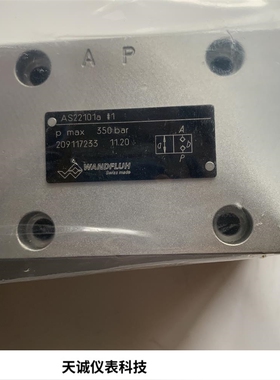 A P
AS22101a #1
p max 350 bar
209117233 11.20
A
a b
P
WANDFLUH
Swiss made
天诚仪表科技